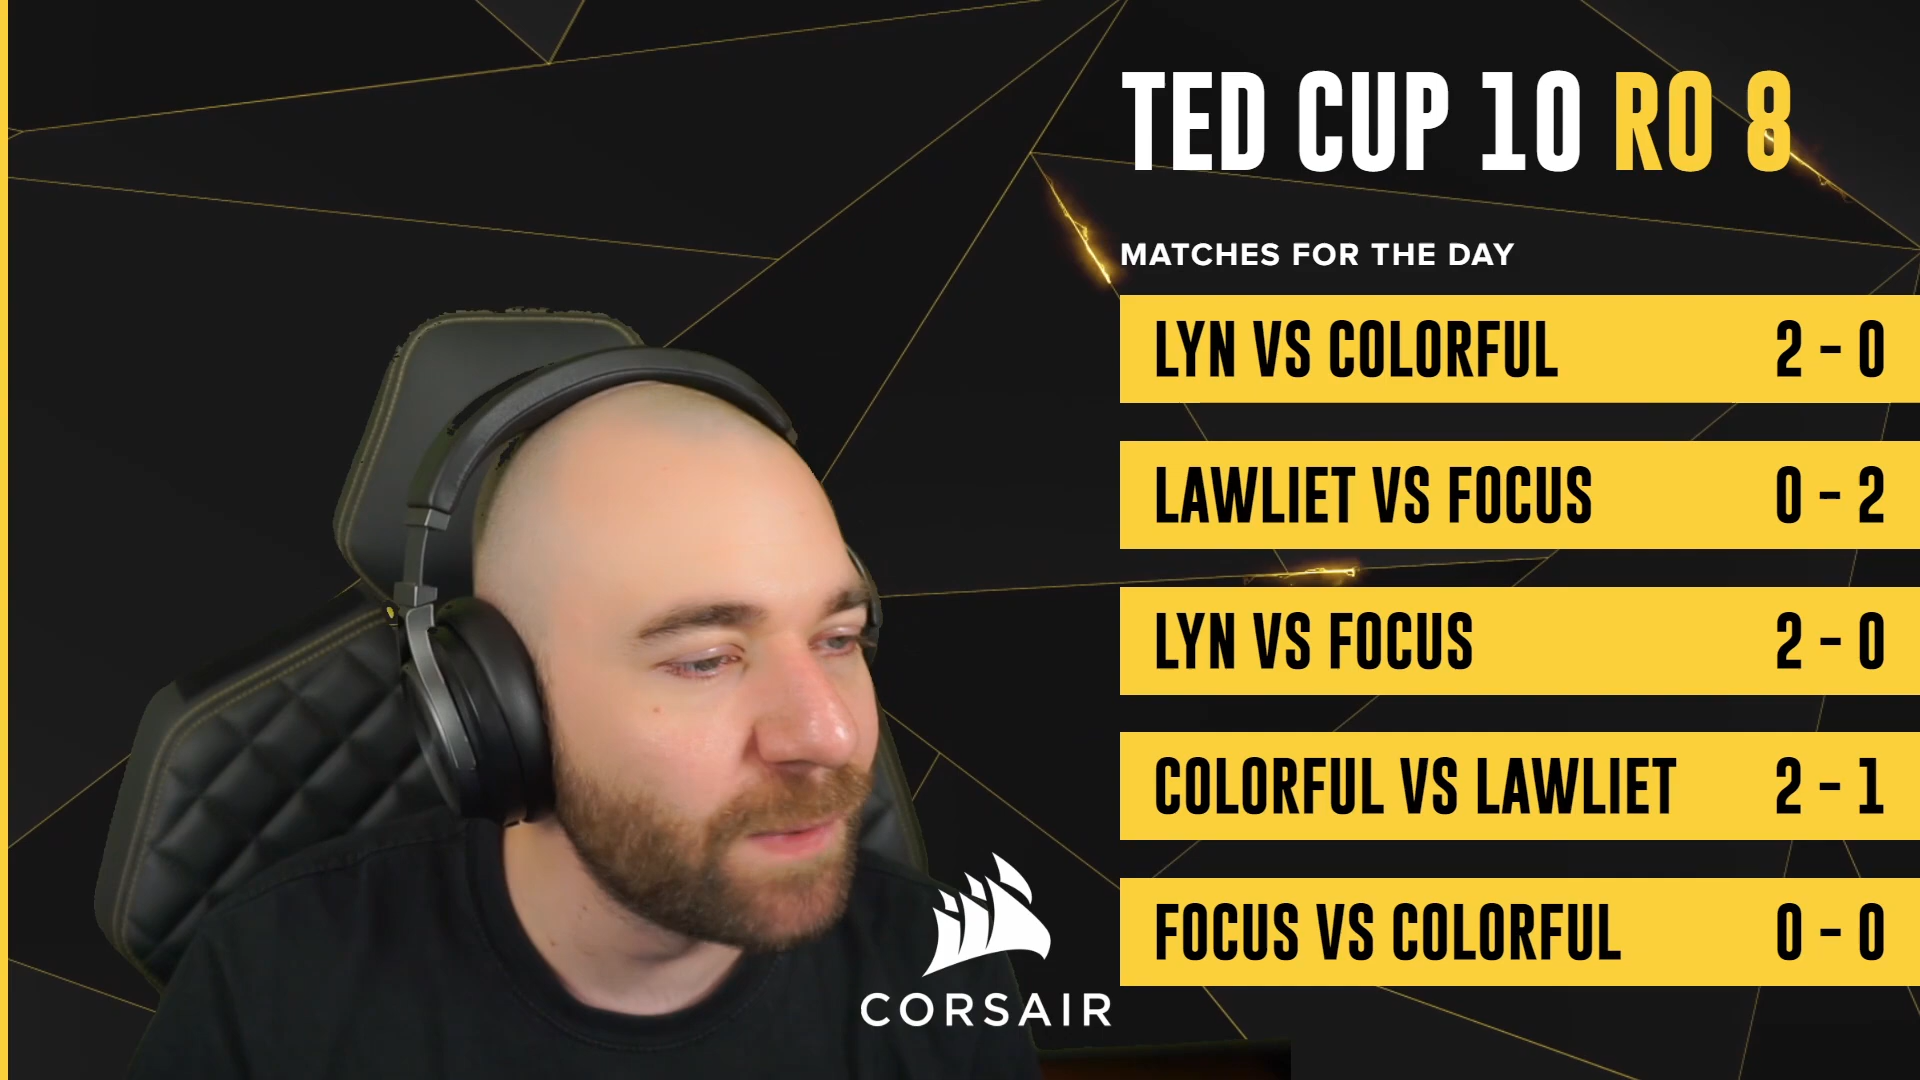 TED CUP 10 RO 8
MATCHES FOR THE DAY
LYN VS COLORFUL 2 - 0
LAWLIET VS FOCUS 0 - 2
LYN VS FOCUS 2 - 0
COLORFUL VS LAWLIET 2 - 1
FOCUS VS COLORFUL 0 - 0
CORSAIR